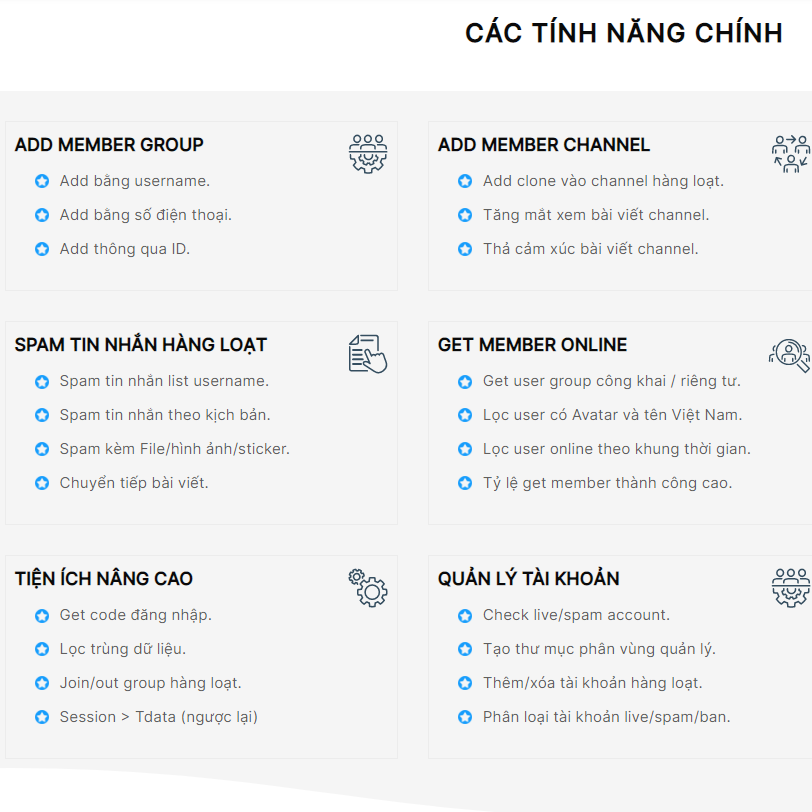 CÁC TÍNH NĂNG CHÍNH
ADD MEMBER GROUP
Add bằng username.
Add bằng số điện thoại.
Add thông qua ID.
ADD MEMBER CHANNEL
Add clone vào channel hàng loạt.
Tăng mắt xem bài viết channel.
Thả cảm xúc bài viết channel.
SPAM TIN NHẮN HÀNG LOẠT
Spam tin nhắn list username.
Spam tin nhắn theo kịch bản.
Spam kèm File/hình ảnh/sticker.
Chuyển tiếp bài viết.
GET MEMBER ONLINE
Get user group công khai / riêng tư.
Lọc user có Avatar và tên Việt Nam.
Lọc user online theo khung thời gian.
Tỷ lệ get member thành công cao.
TIỆN ÍCH NÂNG CAO
Get code đăng nhập.
Lọc trùng dữ liệu.
Join/out group hàng loạt.
Session > Tdata (ngược lại)
QUẢN LÝ TÀI KHOẢN
Check live/spam account.
Tạo thư mục phân vùng quản lý.
Thêm/xóa tài khoản hàng loạt.
Phân loại tài khoản live/spam/ban.